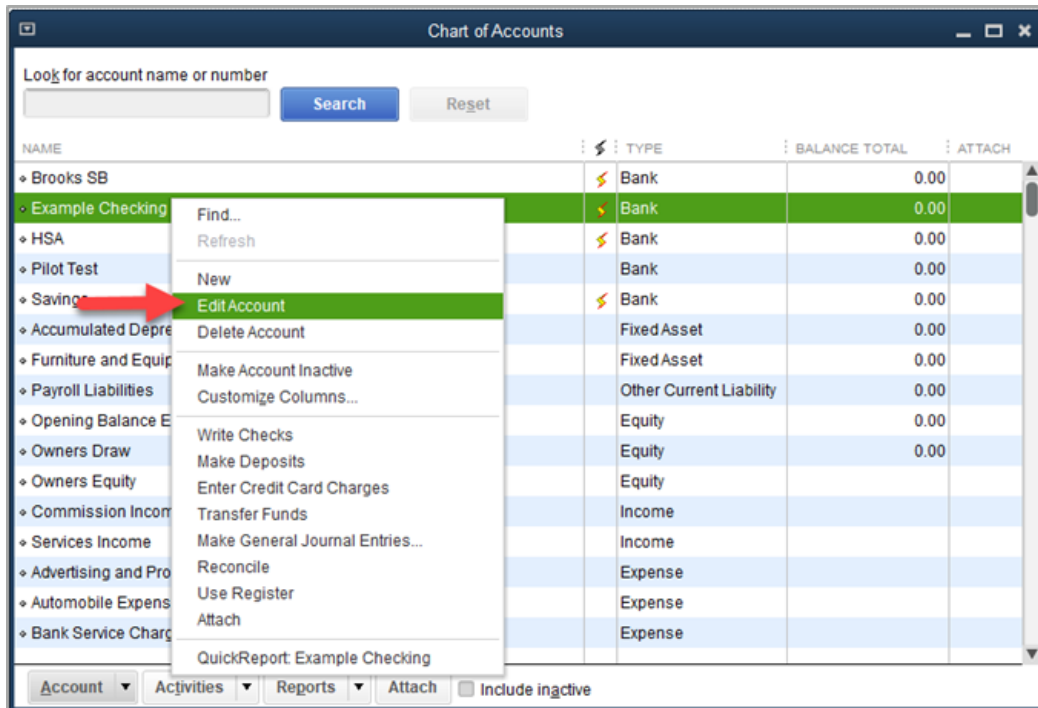 Chart of Accounts
Look for account name or number
Search Reset
NAME TYPE BALANCE TOTAL ATTACH
Brooks SB Bank 0.00
Example Checking Bank 0.00
HSA Bank 0.00
Pilot Test Bank 0.00
Savings Bank 0.00
Accumulated Depre Fixed Asset 0.00
Furniture and Equip Fixed Asset 0.00
Payroll Liabilities Other Current Liability 0.00
Opening Balance E Equity 0.00
Owners Draw Equity 0.00
Owners Equity Equity
Commission Incom Income
Services Income Income
Advertising and Pro Expense
Automobile Expens Expense
Bank Service Charg Expense
Find...
Refresh
New
Edit Account
Delete Account
Make Account Inactive
Customize Columns...
Write Checks
Make Deposits
Enter Credit Card Charges
Transfer Funds
Make General Journal Entries...
Reconcile
Use Register
Attach
QuickReport: Example Checking
Account Activities Reports Attach Include inactive